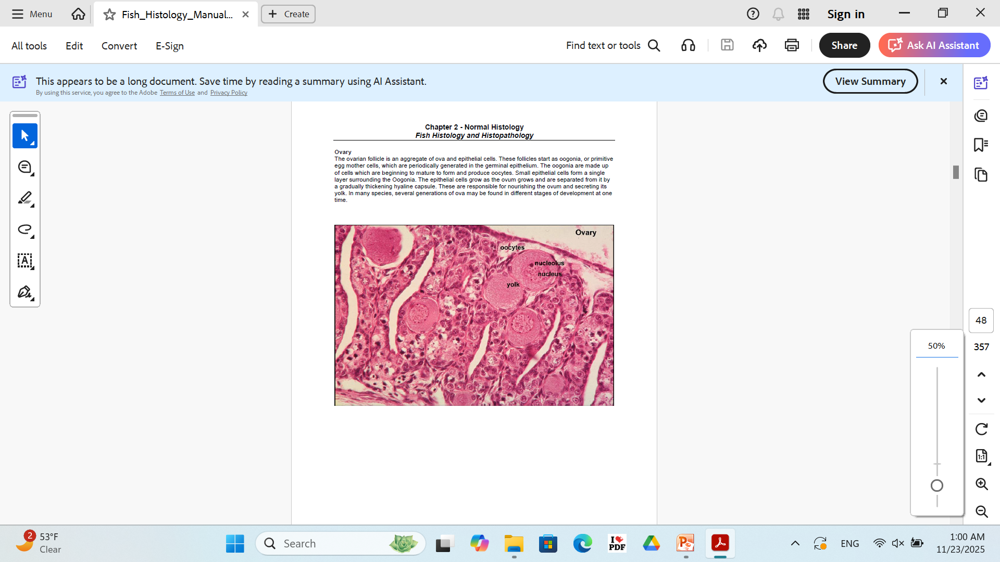 Menu
Fish_Histology_Manual...
Create
Sign in
All tools
Edit
Convert
E-Sign
Find text or tools
Share
Ask AI Assistant
This appears to be a long document. Save time by reading a summary using AI Assistant.
By using this service, you agree to the Adobe Terms of Use and Privacy Policy
View Summary
Chapter 2 - Normal Histology
Fish Histology and Histopathology
Ovary
The ovarian follicle is an aggregate of ova and epithelial cells. These follicles start as oogonia, or primitive
egg mother cells, which are periodically generated in the germinal epithelium. The oogonia are made up
of cells which are beginning to mature to form and produce oocytes. Small epithelial cells form a single
layer surrounding the Oogonia. The epithelial cells grow as the ovum grows and are separated from it by
a gradually thickening hyaline capsule. These are responsible for nourishing the ovum and secreting its
yolk. In many species, several generations of ova may be found in different stages of development at one
time.
Ovary
oocytes
nucleolus
nucleus
yolk
48
357
50%
1:1
2
53°F
Clear
Search
I PDF
ENG
1:00 AM
11/23/2025